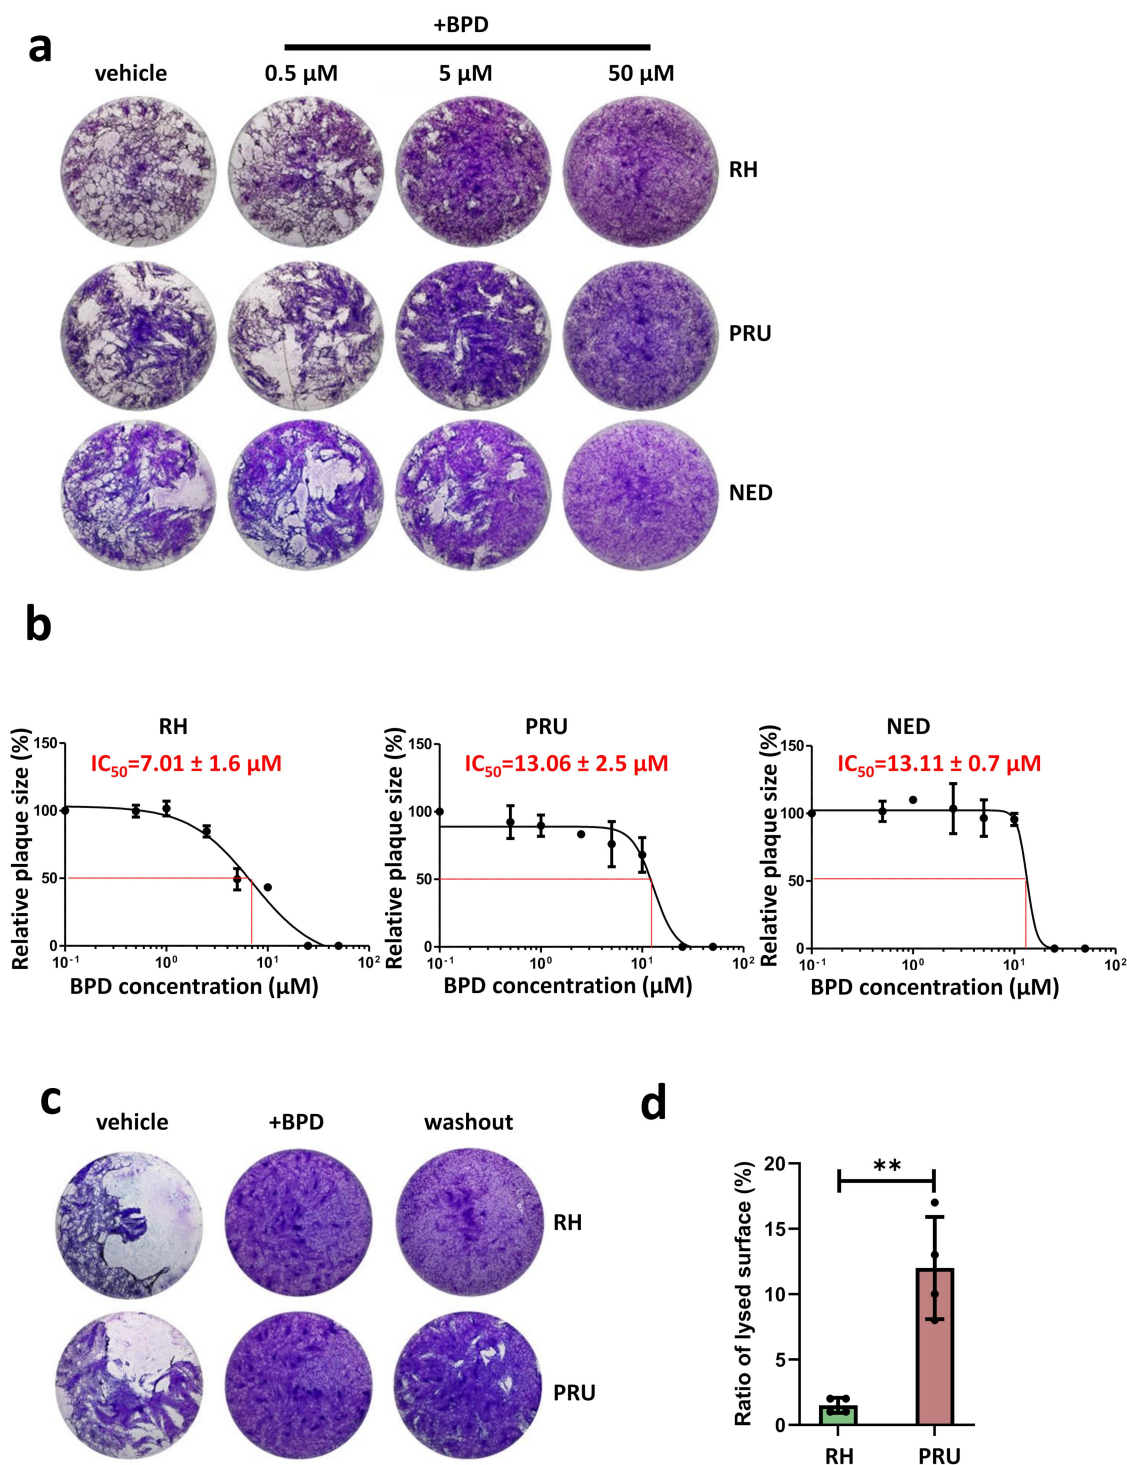 a
+BPD
vehicle 0.5 µM 5 µM 50 µM
RH
PRU
NED
b
RH
IC50=7.01 ± 1.6 µM
Relative plaque size (%)
150
100
50
0
10-1 100 101 102
BPD concentration (µM)
PRU
IC50=13.06 ± 2.5 µM
Relative plaque size (%)
150
100
50
0
10-1 100 101 102
BPD concentration (µM)
NED
IC50=13.11 ± 0.7 µM
Relative plaque size (%)
150
100
50
0
10-1 100 101 102
BPD concentration (µM)
c
vehicle +BPD washout
RH
PRU
d
**
Ratio of lysed surface (%)
20
15
10
5
0
RH PRU